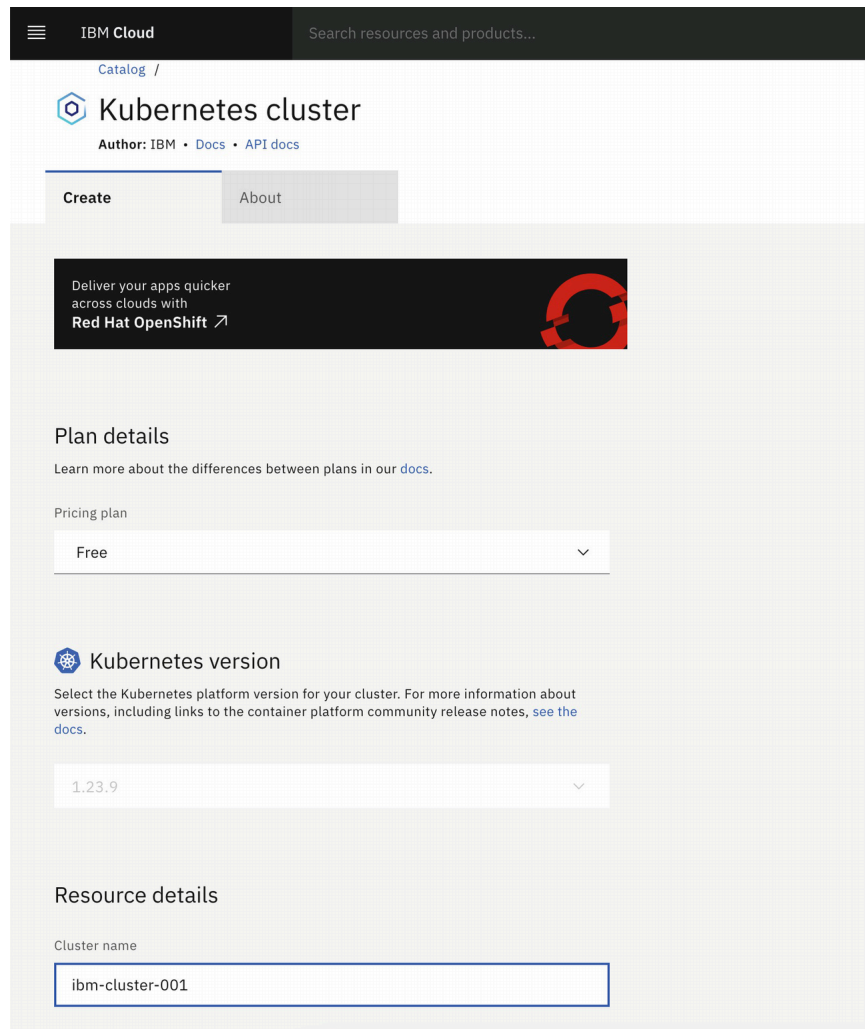 IBM Cloud
Search resources and products...
Catalog /
Kubernetes cluster
Author: IBM • Docs • API docs
Create
About
Deliver your apps quicker
across clouds with
Red Hat OpenShift
Plan details
Learn more about the differences between plans in our docs.
Pricing plan
Free
Kubernetes version
Select the Kubernetes platform version for your cluster. For more information about
versions, including links to the container platform community release notes, see the
docs.
1.23.9
Resource details
Cluster name
ibm-cluster-001